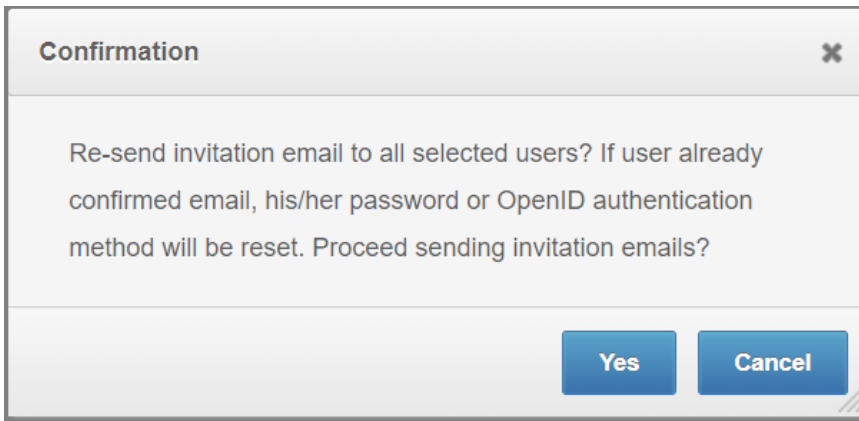 Confirmation
Re-send invitation email to all selected users? If user already
confirmed email, his/her password or OpenID authentication
method will be reset. Proceed sending invitation emails?
Yes
Cancel